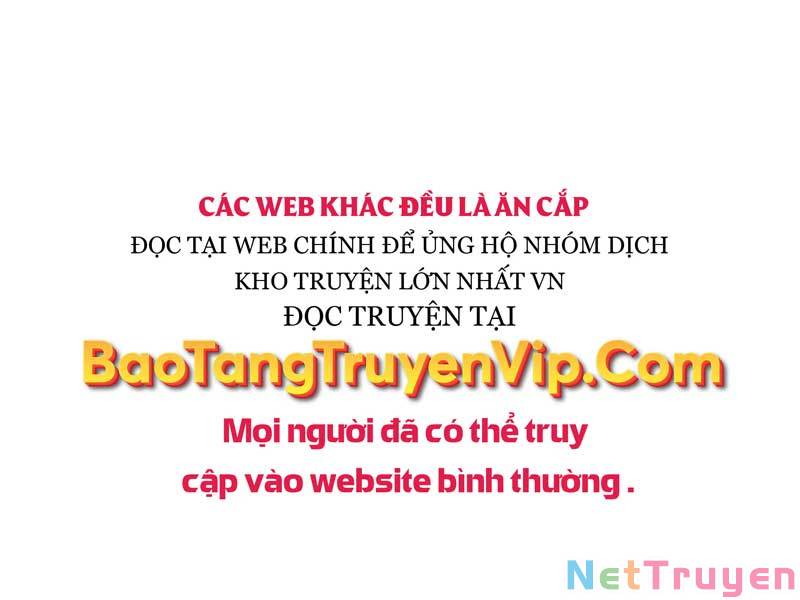 CÁC WEB KHÁC ĐỀU LÀ ĂN CẮP
ĐỌC TẠI WEB CHÍNH ĐỂ ỦNG HỘ NHÓM DỊCH
KHO TRUYỆN LỚN NHẤT VN
ĐỌC TRUYỆN TẠI
BaoTangTruyenVip.Com
Mọi người đã có thể truy
cập vào website bình thường.
NetTruyen